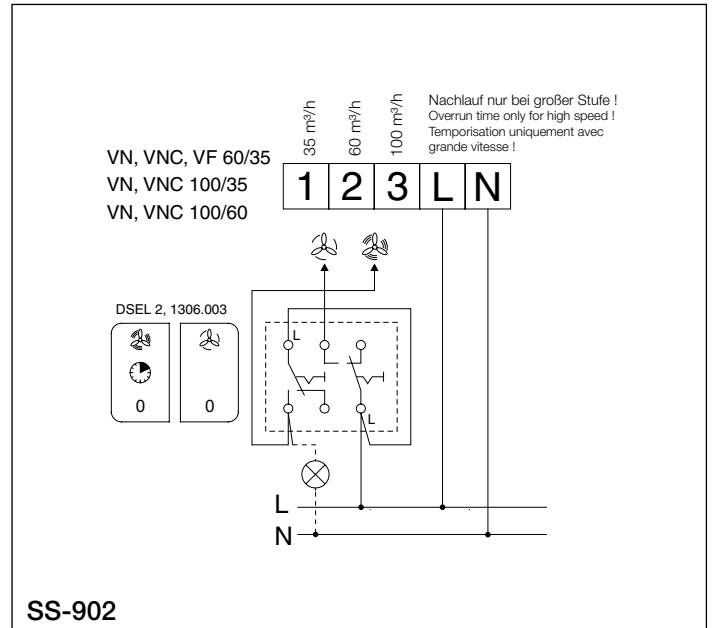 35 m³/h
60 m³/h
100 m³/h
Nachlauf nur bei großer Stufe !
Overrun time only for high speed !
Temporisation uniquement avec
grande vitesse !
VN, VNC, VF 60/35
VN, VNC 100/35
VN, VNC 100/60
1 2 3 L N
DSEL 2, 1306.003
0 0
L
L
L
N
SS-902